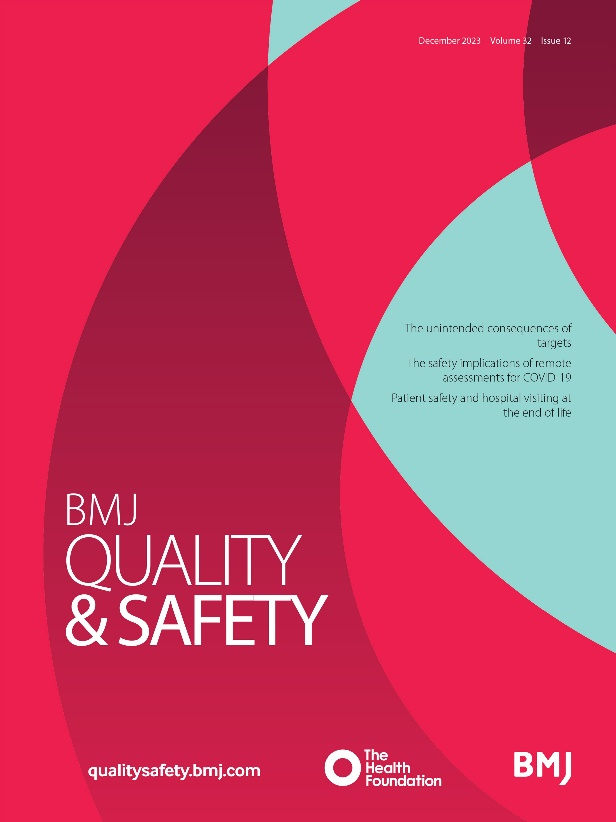 December 2023 Volume 32 Issue 12
The unintended consequences of
targets
The safety implications of remote
assessments for COVID-19
Patient safety and hospital visiting at
the end of life
BMJ
QUALITY
& SAFETY
qualitysafety.bmj.com
The
Health
Foundation
BMJ